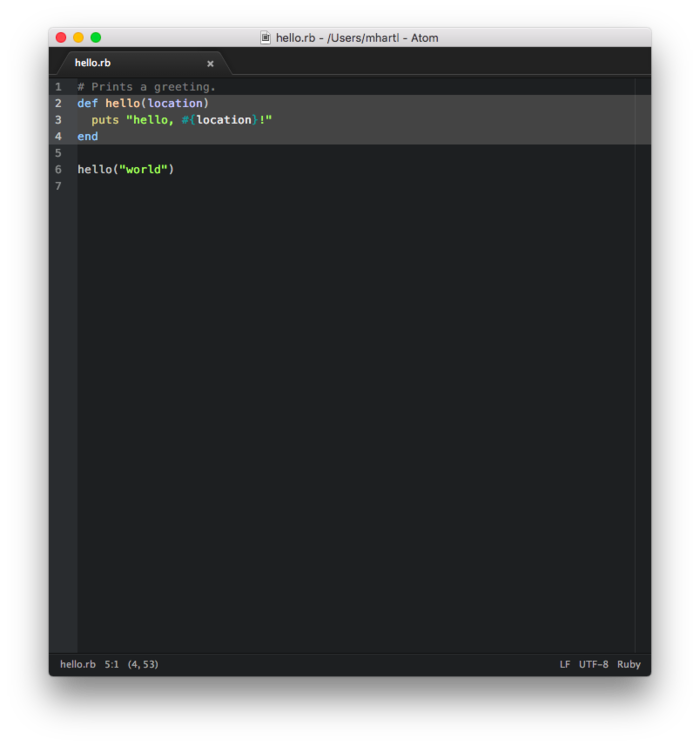 hello.rb - /Users/mhartl - Atom
hello.rb ×
1 # Prints a greeting.
2 def hello(location)
3   puts "hello, #{location}!"
4 end
5
6 hello("world")
7
hello.rb 5:1 (4, 53) LF UTF-8 Ruby